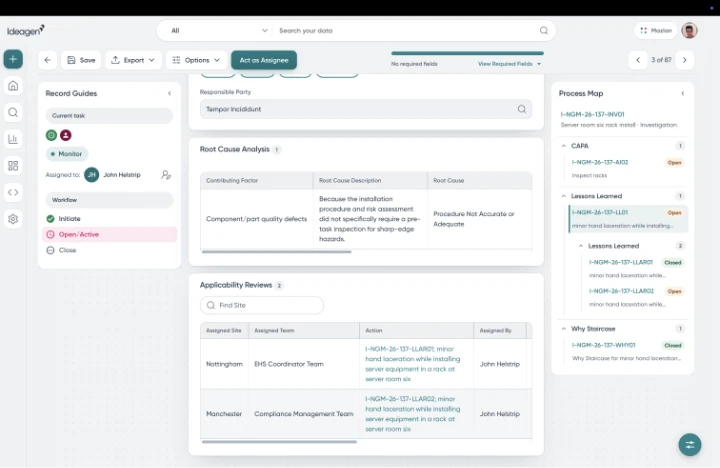 Ideagen
All
Search your data
Maslan
Save
Export
Options
Act as Assignee
No required fields
View Required Fields
3 of 87
Record Guides
Current task
Monitor
Assigned to:
JH
John Helstrip
Workflow
Initiate
Open/Active
Close
Responsible Party
Tempor Incididunt
Root Cause Analysis 1
Contributing Factor
Root Cause Description
Root Cause
Component/part quality defects
Because the installation
procedure and risk assessment
did not specifically require a pre-
task inspection for sharp-edge
hazards.
Procedure Not Accurate or
Adequate
Applicability Reviews 2
Find Site
Assigned Site
Assigned Team
Action
Assigned By
Nottingham
EHS Coordinator Team
I-NGM-26-137-LLAR01; minor
hand laceration while installing
server equipment in a rack at
server room six
John Helstrip
Manchester
Compliance Management Team
I-NGM-26-137-LLAR02; minor
hand laceration while installing
server equipment in a rack at
server room six
John Helstrip
Process Map
I-NGM-26-137-INV01
Server room six rack install - Investigation
CAPA 1
I-NGM-26-137-AI02 Open
Inspect racks
Lessons Learned 1
I-NGM-26-137-LL01 Open
minor hand laceration while installing...
Lessons Learned 2
I-NGM-26-137-LLAR01 Closed
minor hand laceration while...
I-NGM-26-137-LLAR02 Open
minor hand laceration while...
Why Staircase 1
I-NGM-26-137-WHY01 Closed
Why Staircase for minor hand laceration...